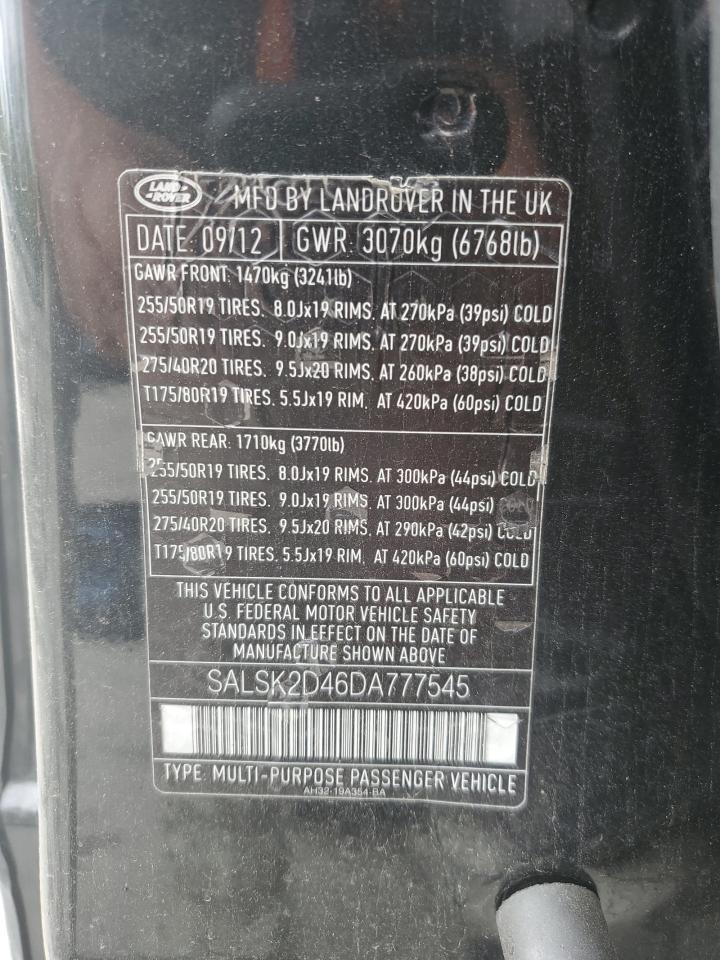 LAND ROVER MFD BY LANDROVER IN THE UK
DATE: 09/12 GWR: 3070kg (6768lb)
GAWR FRONT: 1470kg (3241lb)
255/50R19 TIRES. 8.0Jx19 RIMS. AT 270kPa (39psi) COLD
255/50R19 TIRES. 9.0Jx19 RIMS. AT 270kPa (39psi) COLD
275/40R20 TIRES. 9.5Jx20 RIMS. AT 260kPa (38psi) COLD
T175/80R19 TIRES. 5.5Jx19 RIM. AT 420kPa (60psi) COLD
GAWR REAR: 1710kg (3770lb)
255/50R19 TIRES. 8.0Jx19 RIMS. AT 300kPa (44psi) COLD
255/50R19 TIRES. 9.0Jx19 RIMS. AT 300kPa (44psi) COLD
275/40R20 TIRES. 9.5Jx20 RIMS. AT 290kPa (42psi) COLD
T175/80R19 TIRES. 5.5Jx19 RIM. AT 420kPa (60psi) COLD
THIS VEHICLE CONFORMS TO ALL APPLICABLE
U.S. FEDERAL MOTOR VEHICLE SAFETY
STANDARDS IN EFFECT ON THE DATE OF
MANUFACTURE SHOWN ABOVE
SALSK2D46DA777545
TYPE: MULTI-PURPOSE PASSENGER VEHICLE
AH32-19A354-BA